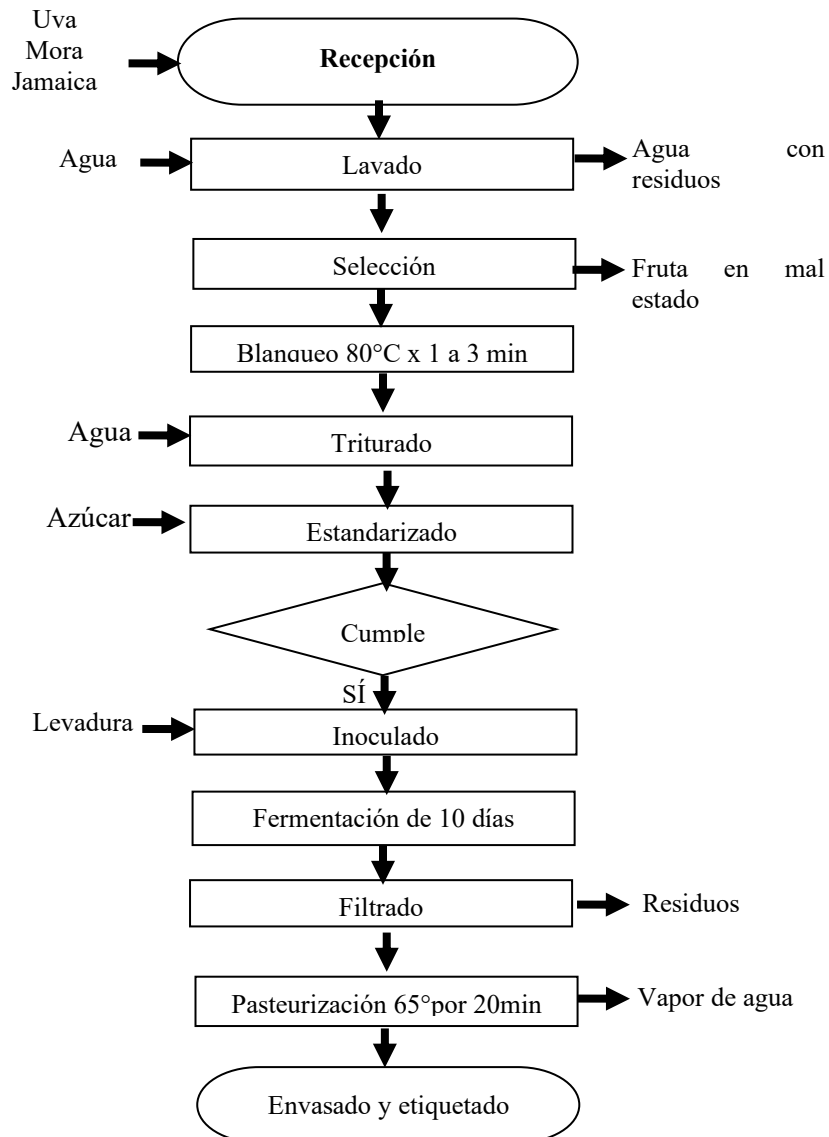 Uva
Mora
Jamaica
Recepción
Agua
Lavado
Agua con
residuos
Selección
Fruta en mal
estado
Blanqueo 80°C x 1 a 3 min
Agua
Triturado
Azúcar
Estandarizado
Cumple
SÍ
Levadura
Inoculado
Fermentación de 10 días
Filtrado
Residuos
Pasteurización 65°por 20min
Vapor de agua
Envasado y etiquetado